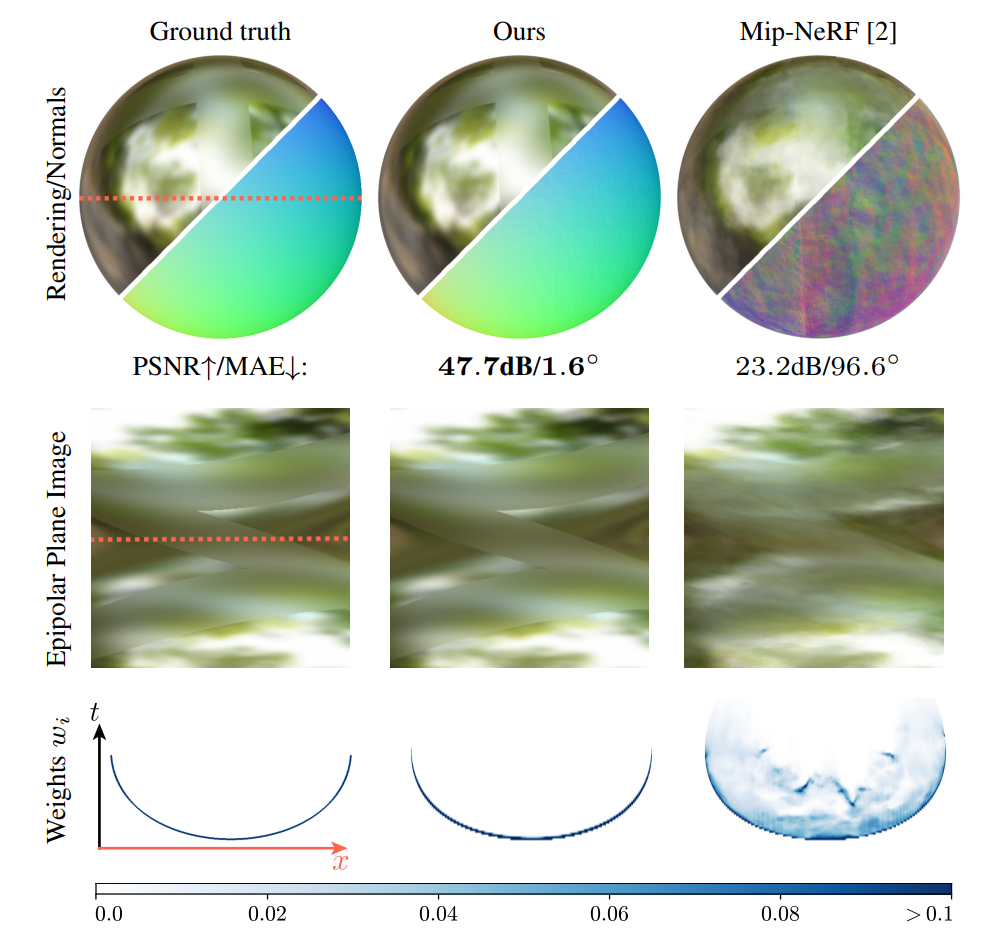 Ground truth
Ours
Mip-NeRF [2]
Rendering/Normals
PSNR↑/MAE↓:
47.7dB/1.6°
23.2dB/96.6°
Epipolar Plane Image
Weights wᵢ
t
x
0.0
0.02
0.04
0.06
0.08
> 0.1